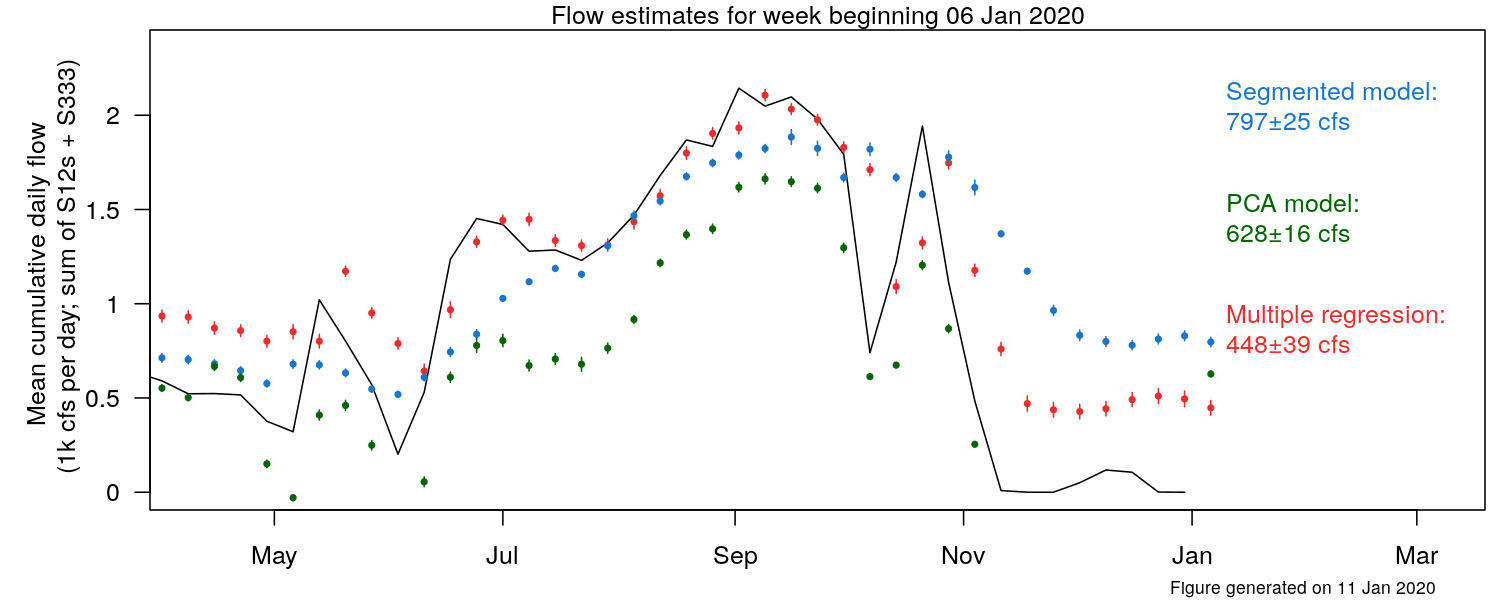 Flow estimates for week beginning 06 Jan 2020
Mean cumulative daily flow
(1k cfs per day; sum of S12s + S333)
2
1.5
1
0.5
0
Segmented model:
797±25 cfs
PCA model:
628±16 cfs
Multiple regression:
448±39 cfs
May
Jul
Sep
Nov
Jan
Mar
Figure generated on 11 Jan 2020